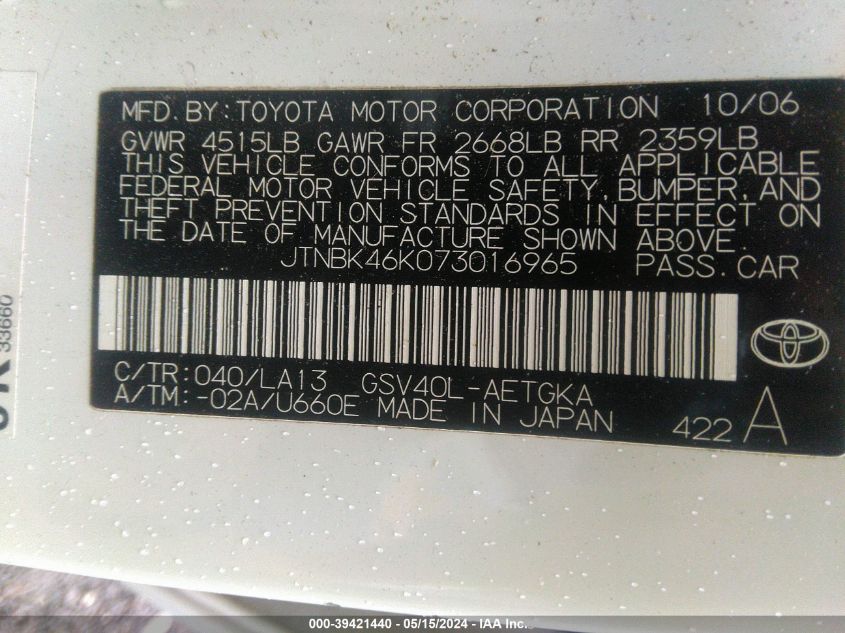 MFD. BY: TOYOTA MOTOR CORPORATION 10/06
GVWR 4515LB GAWR FR 2668LB RR 2359LB
THIS VEHICLE CONFORMS TO ALL APPLICABLE
FEDERAL MOTOR VEHICLE SAFETY, BUMPER, AND
THEFT PREVENTION STANDARDS IN EFFECT ON
THE DATE OF MANUFACTURE SHOWN ABOVE.
JTNBK46K073016965 PASS. CAR
C/TR: 040/LA13 GSV40L-AETGKA
A/TM: -02A/U660E MADE IN JAPAN
422 A
33660
000-39421440 - 05/15/2024 - IAA Inc.